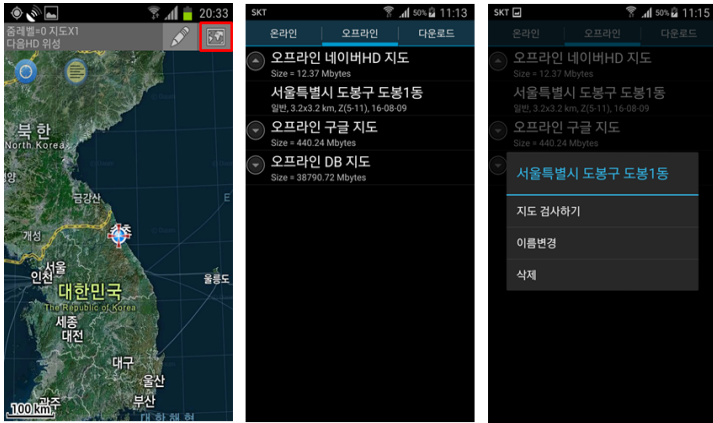 20:33
줌레벨=0 지도X1
다음HD 위성
북 한
North Korea
금강산
개성
속초
서울
인천
대한민국
The Republic of Korea
울릉도
세종
대전
대구
울산
부산
광주
100 km
대 한 해 협
SKT
50%
11:13
온라인
오프라인
다운로드
오프라인 네이버HD 지도
Size = 12.37 Mbytes
서울특별시 도봉구 도봉1동
일반, 3.2x3.2 km, Z(5-11), 16-08-09
오프라인 구글 지도
Size = 440.24 Mbytes
오프라인 DB 지도
Size = 38790.72 Mbytes
SKT
50%
11:15
온라인
오프라인
다운로드
오프라인 네이버HD 지도
Size = 12.37 Mbytes
서울특별시 도봉구 도봉1동
일반, 3.2x3.2 km, Z(5-11), 16-08-09
오프라인 구글 지도
Size = 440.24 Mbytes
서울특별시 도봉구 도봉1동
지도 검사하기
이름변경
삭제